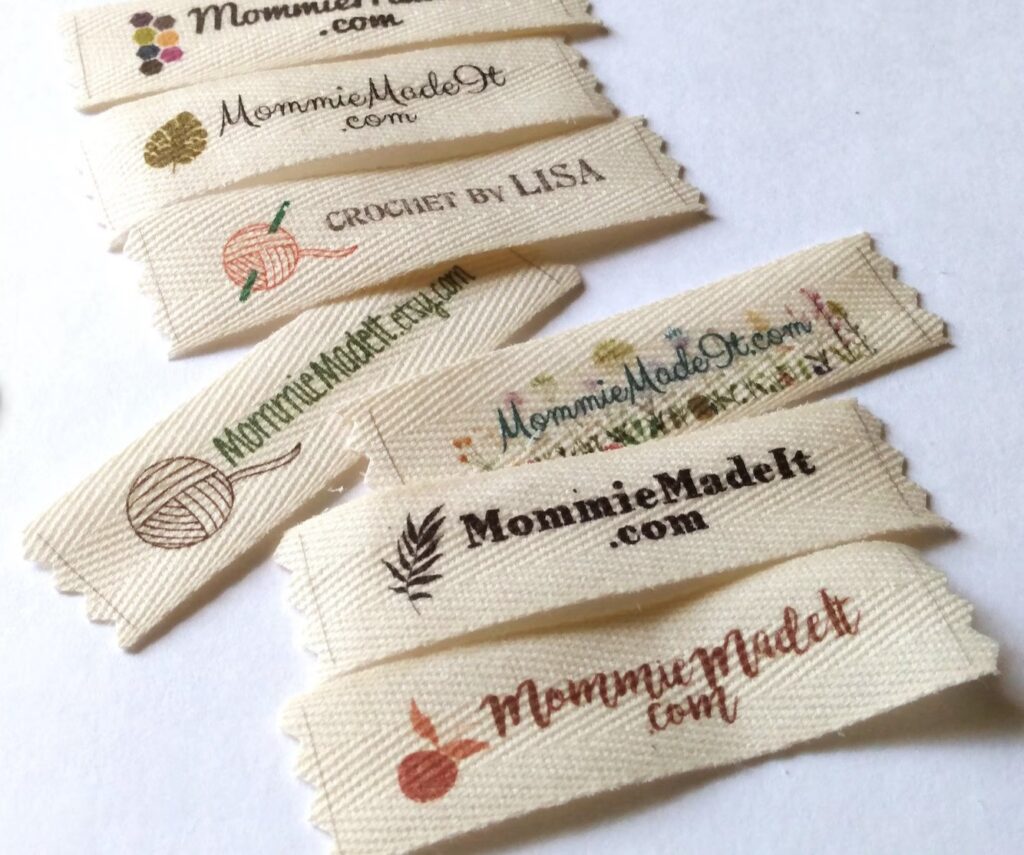 .com
MommieMadeIt
.com
CROCHET BY LISA
MommieMadeIt.etsy.com
MommieMadeIt.com
MommieMadeIt
.com
MommieMadeIt
.com